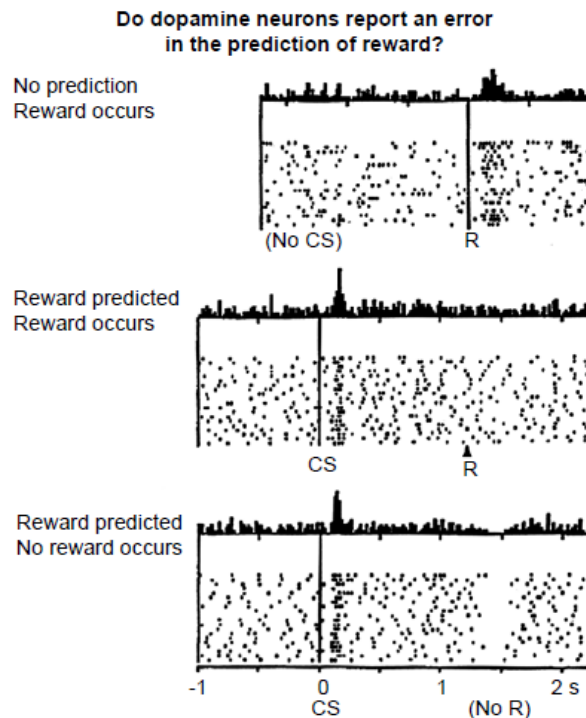 Do dopamine neurons report an error
in the prediction of reward?
No prediction
Reward occurs
(No CS) R
Reward predicted
Reward occurs
CS R
Reward predicted
No reward occurs
-1 0 1 2 s
CS (No R)